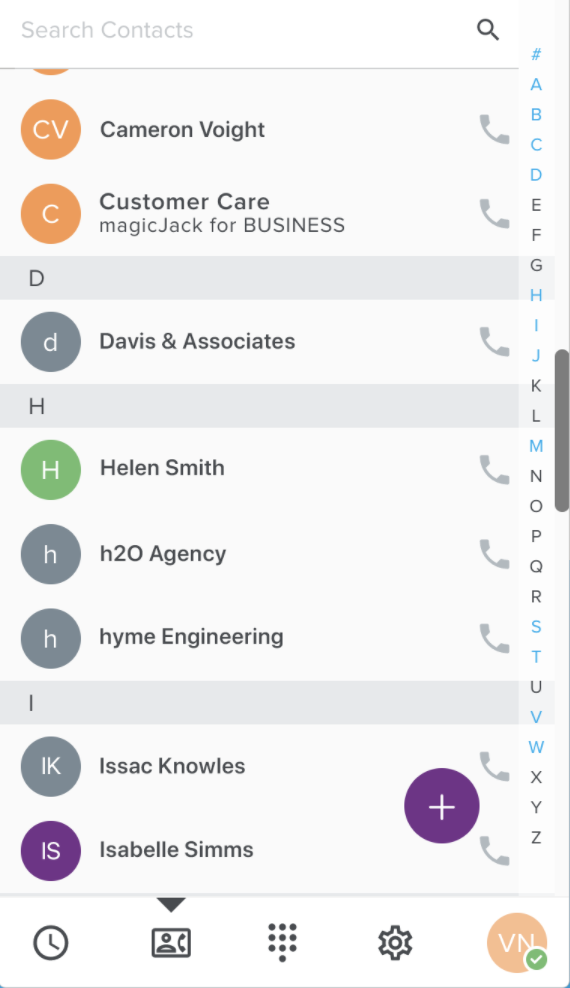 Search Contacts
CV Cameron Voight
C Customer Care
magicJack for BUSINESS
D
d Davis & Associates
H
H Helen Smith
h h2O Agency
h hyme Engineering
I
IK Issac Knowles
IS Isabelle Simms
#
A
B
C
D
E
F
G
H
I
J
K
L
M
N
O
P
Q
R
S
T
U
V
W
X
Y
Z
VN